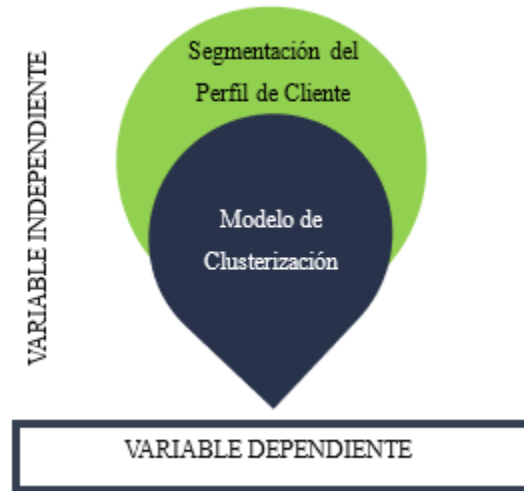 Segmentación del
Perfil de Cliente
VARIABLE INDEPENDIENTE
Modelo de
Clusterización
VARIABLE DEPENDIENTE